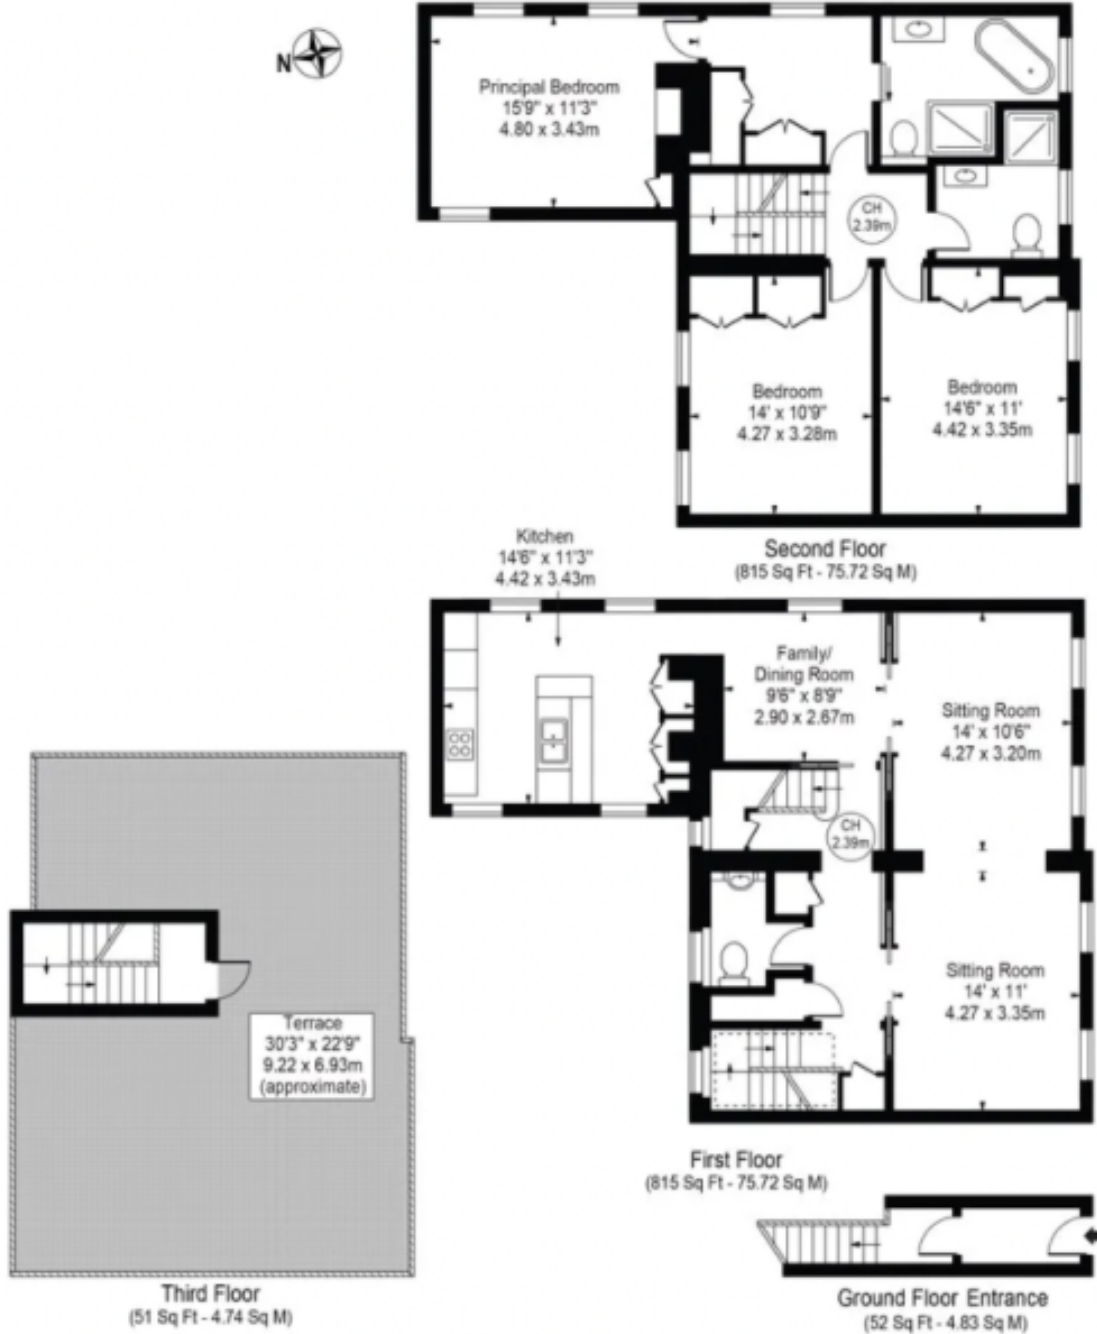 N
Principal Bedroom
15'9" x 11'3"
4.80 x 3.43m
CH
2.39m
Bedroom
14' x 10'9"
4.27 x 3.28m
Bedroom
14'6" x 11'
4.42 x 3.35m
Second Floor
(815 Sq Ft - 75.72 Sq M)
Kitchen
14'6" x 11'3"
4.42 x 3.43m
Family/
Dining Room
9'6" x 8'9"
2.90 x 2.67m
Sitting Room
14' x 10'6"
4.27 x 3.20m
CH
2.39m
Sitting Room
14' x 11'
4.27 x 3.35m
First Floor
(815 Sq Ft - 75.72 Sq M)
Terrace
30'3" x 22'9"
9.22 x 6.93m
(approximate)
Third Floor
(51 Sq Ft - 4.74 Sq M)
Ground Floor Entrance
(52 Sq Ft - 4.83 Sq M)